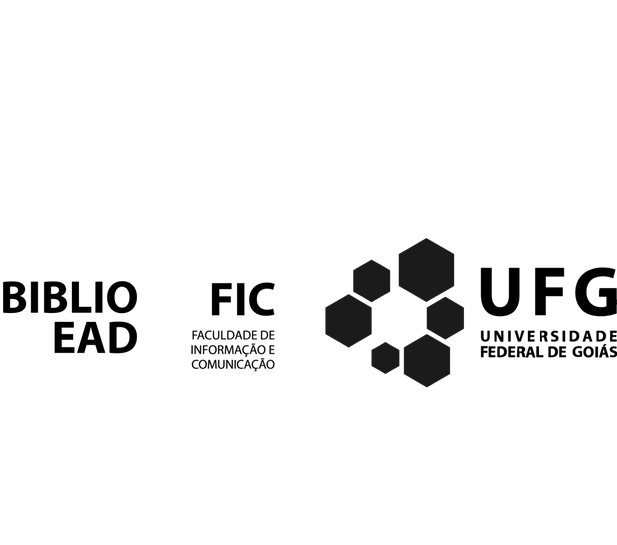 BIBLIO
EAD
FIC
FACULDADE DE
INFORMAÇÃO E
COMUNICAÇÃO
UFG
UNIVERSIDADE
FEDERAL DE GOIÁS